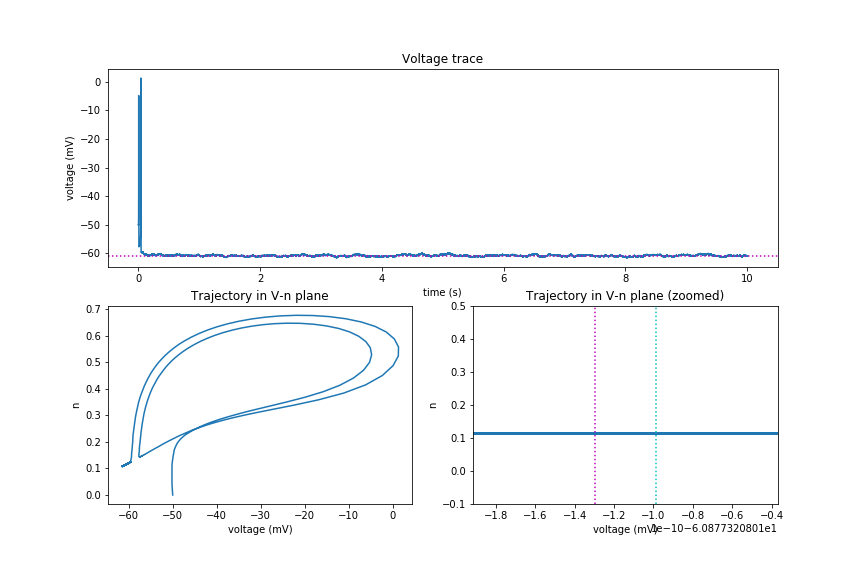 Voltage trace
voltage (mV)
0
−10
−20
−30
−40
−50
−60
0 2 4 6 8 10
time (s)
Trajectory in V-n plane
n
0.7
0.6
0.5
0.4
0.3
0.2
0.1
0.0
−60 −50 −40 −30 −20 −10 0
voltage (mV)
Trajectory in V-n plane (zoomed)
n
0.5
0.4
0.3
0.2
0.1
0.0
−0.1
−1.8 −1.6 −1.4 −1.2 −1.0 −0.8 −0.6 −0.4
voltage (mV)
1e−10−6.0877320801e1